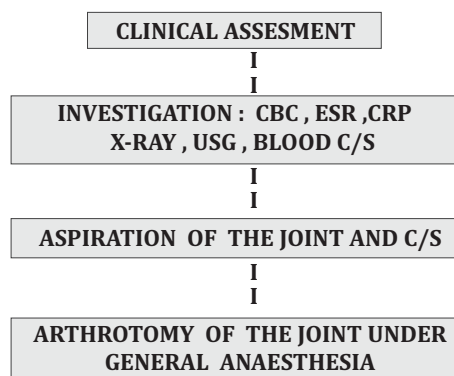 CLINICAL ASSESMENT
I
I
INVESTIGATION : CBC , ESR ,CRP
X-RAY , USG , BLOOD C/S
I
I
ASPIRATION OF THE JOINT AND C/S
I
I
ARTHROTOMY OF THE JOINT UNDER
GENERAL ANAESTHESIA